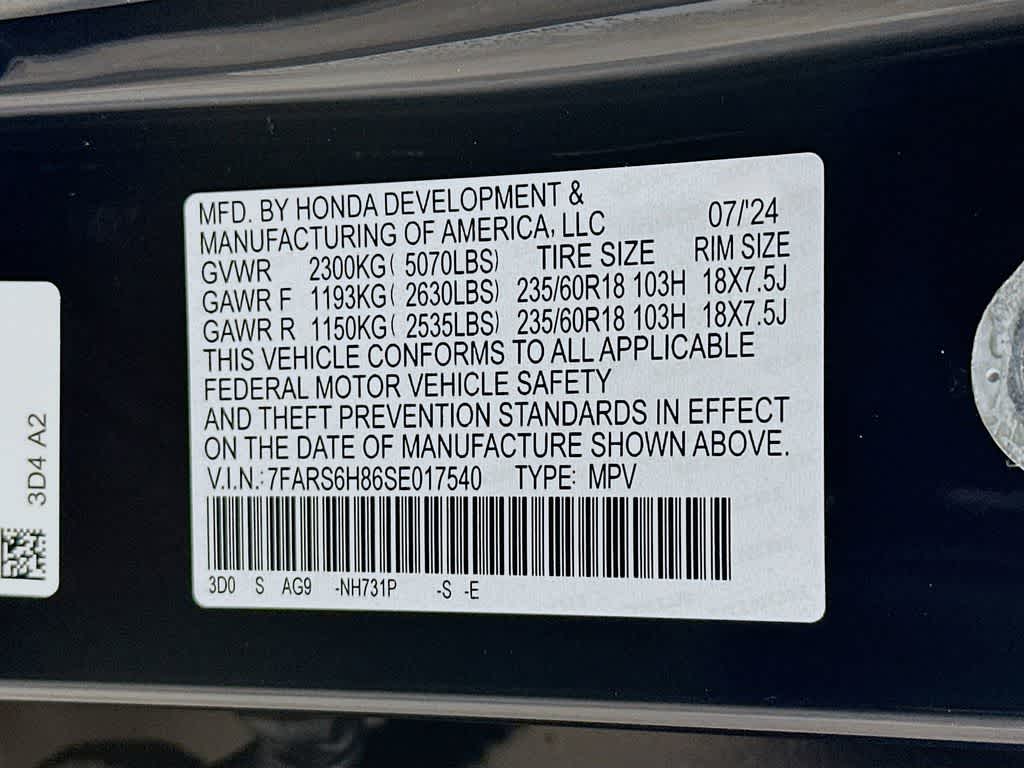 MFD. BY HONDA DEVELOPMENT &
MANUFACTURING OF AMERICA, LLC 07/'24
GVWR 2300KG( 5070LBS) TIRE SIZE RIM SIZE
GAWR F 1193KG( 2630LBS) 235/60R18 103H 18X7.5J
GAWR R 1150KG( 2535LBS) 235/60R18 103H 18X7.5J
THIS VEHICLE CONFORMS TO ALL APPLICABLE
FEDERAL MOTOR VEHICLE SAFETY
AND THEFT PREVENTION STANDARDS IN EFFECT
ON THE DATE OF MANUFACTURE SHOWN ABOVE.
V.I.N.: 7FARS6H86SE017540 TYPE: MPV
3D0 S AG9 -NH731P -S -E
3D4 A2